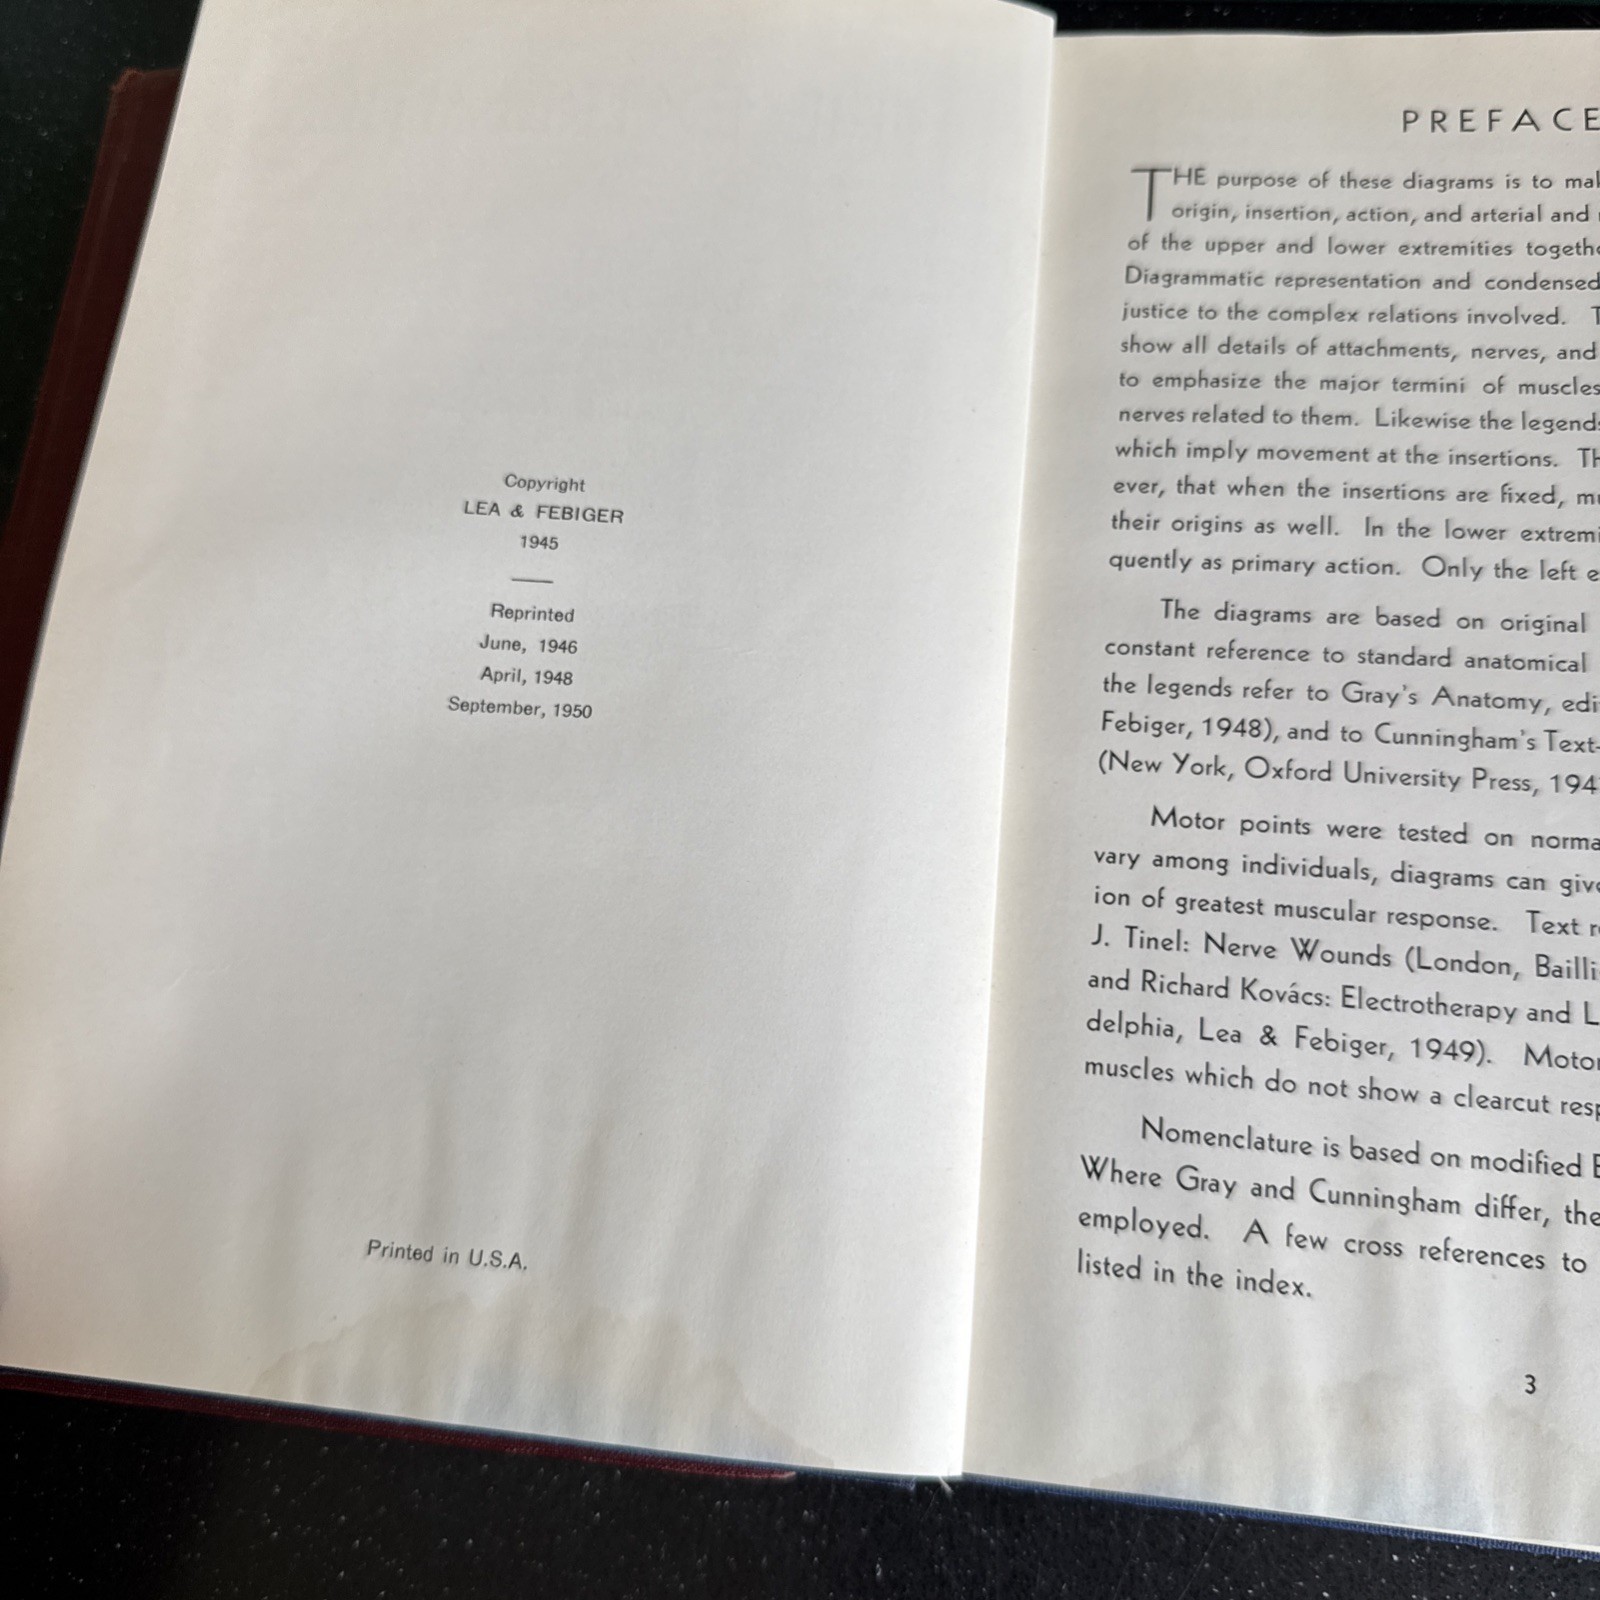 Copyright
LEA & FEBIGER
1945
Reprinted
June, 1946
April, 1948
September, 1950
Printed in U.S.A.
PREFACE
THE purpose of these diagrams is to
origin, insertion, action, and arterial and
of the upper and lower extremities
Diagrammatic representation and condensed
justice to the complex relations involved.
show all details of attachments, nerves, and
to emphasize the major termini of muscles
nerves related to them. Likewise the legends
which imply movement at the insertions.
ever, that when the insertions are fixed,
their origins as well. In the lower
quently as primary action. Only the left
The diagrams are based on original
constant reference to standard anatomical
the legends refer to Gray's Anatomy,
Febiger, 1948), and to Cunningham's Text-
(New York, Oxford University Press,
Motor points were tested on
vary among individuals, diagrams can
ion of greatest muscular response. Text
J. Tinel: Nerve Wounds (London,
and Richard Kovács: Electrotherapy and
delphia, Lea & Febiger, 1949).
muscles which do not show a clearcut
Nomenclature is based on modified
Where Gray and Cunningham differ,
employed. A few cross references to
listed in the index.
3